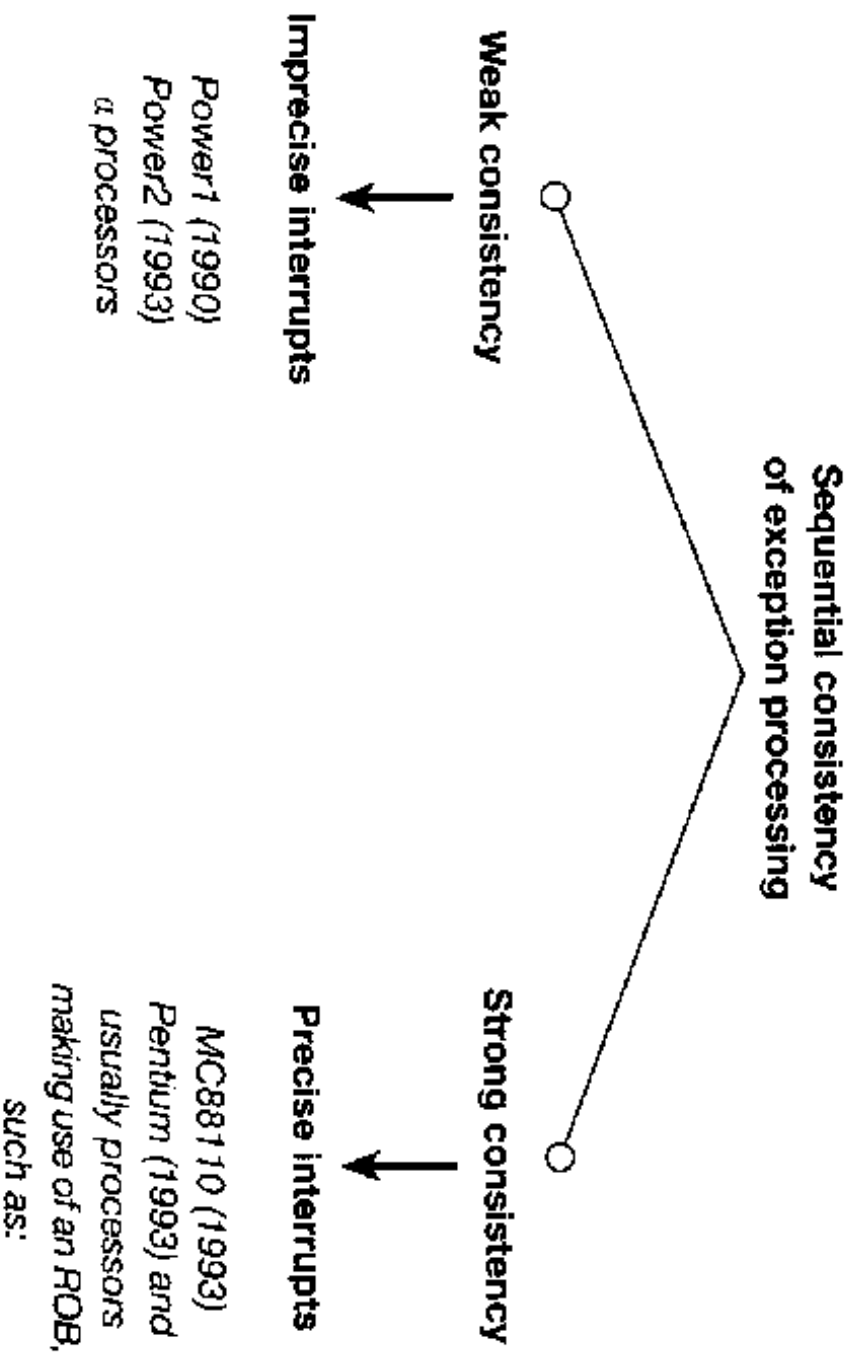 Sequential consistency
of exception processing
Weak consistency
Imprecise interrupts
Power1 (1990)
Power2 (1993)
α processors
Strong consistency
Precise interrupts
MC88110 (1993)
Pentium (1993) and
usually processors
making use of an ROB,
such as: